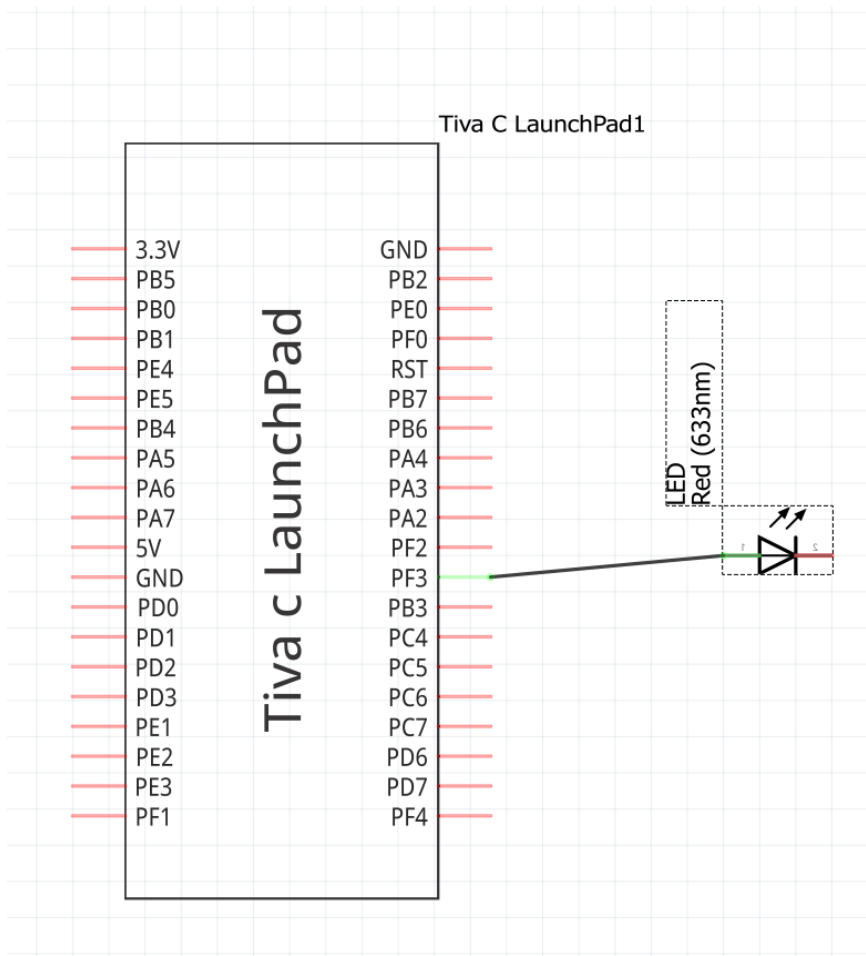 Tiva C LaunchPad1
3.3V
PB5
PB0
PB1
PE4
PE5
PB4
PA5
PA6
PA7
5V
GND
PD0
PD1
PD2
PD3
PE1
PE2
PE3
PF1
Tiva c LaunchPad
GND
PB2
PE0
PF0
RST
PB7
PB6
PA4
PA3
PA2
PF2
PF3
PB3
PC4
PC5
PC6
PC7
PD6
PD7
PF4
LED
Red (633nm)
1
2